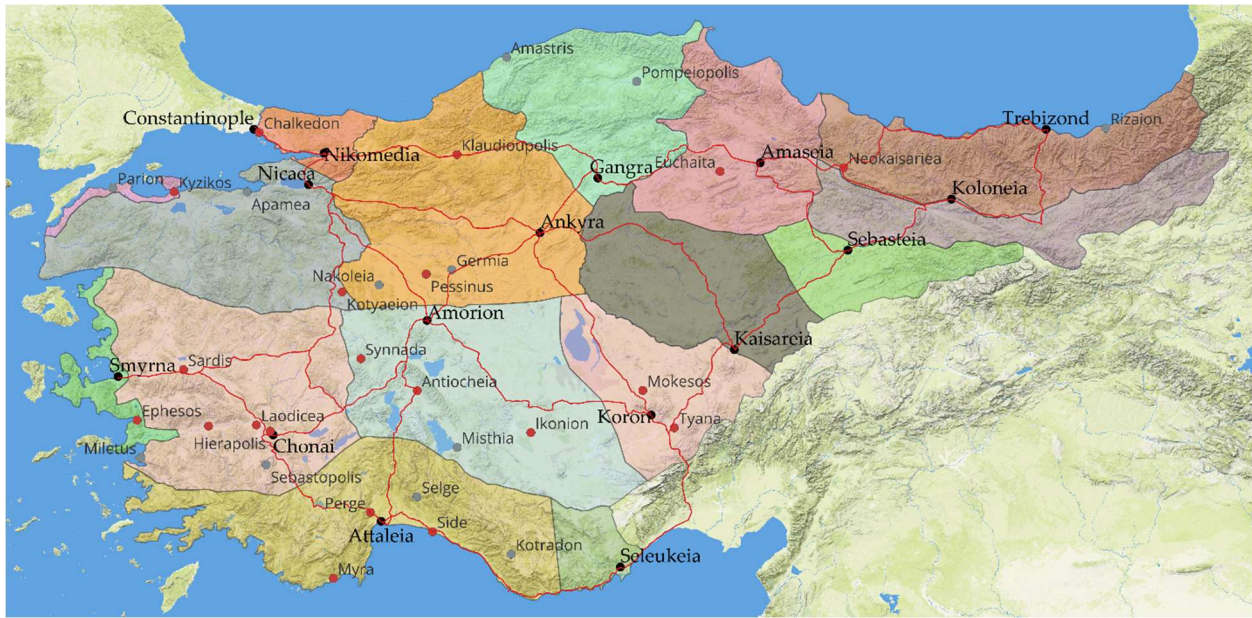 Amastris
Pompeiopolis
Constantinople
Chalkedon
Trebizond
Rizaion
Nikomedia
Klaudioupolis
Gangra
Euchaita
Amaseia
Neokaisariea
Nicaea
Parion
Kyzikos
Apamea
Koloneia
Ankyra
Sebasteia
Germia
Nakoleia
Pessinus
Kotyaeion
Amorion
Kaisareia
Synnada
Smyrna
Sardis
Antiocheia
Mokesos
Ephesos
Laodicea
Koron
Tyana
Ikonion
Hierapolis
Chonai
Misthia
Miletus
Sebastopolis
Selge
Perge
Side
Attaleia
Kotradon
Seleukeia
Myra